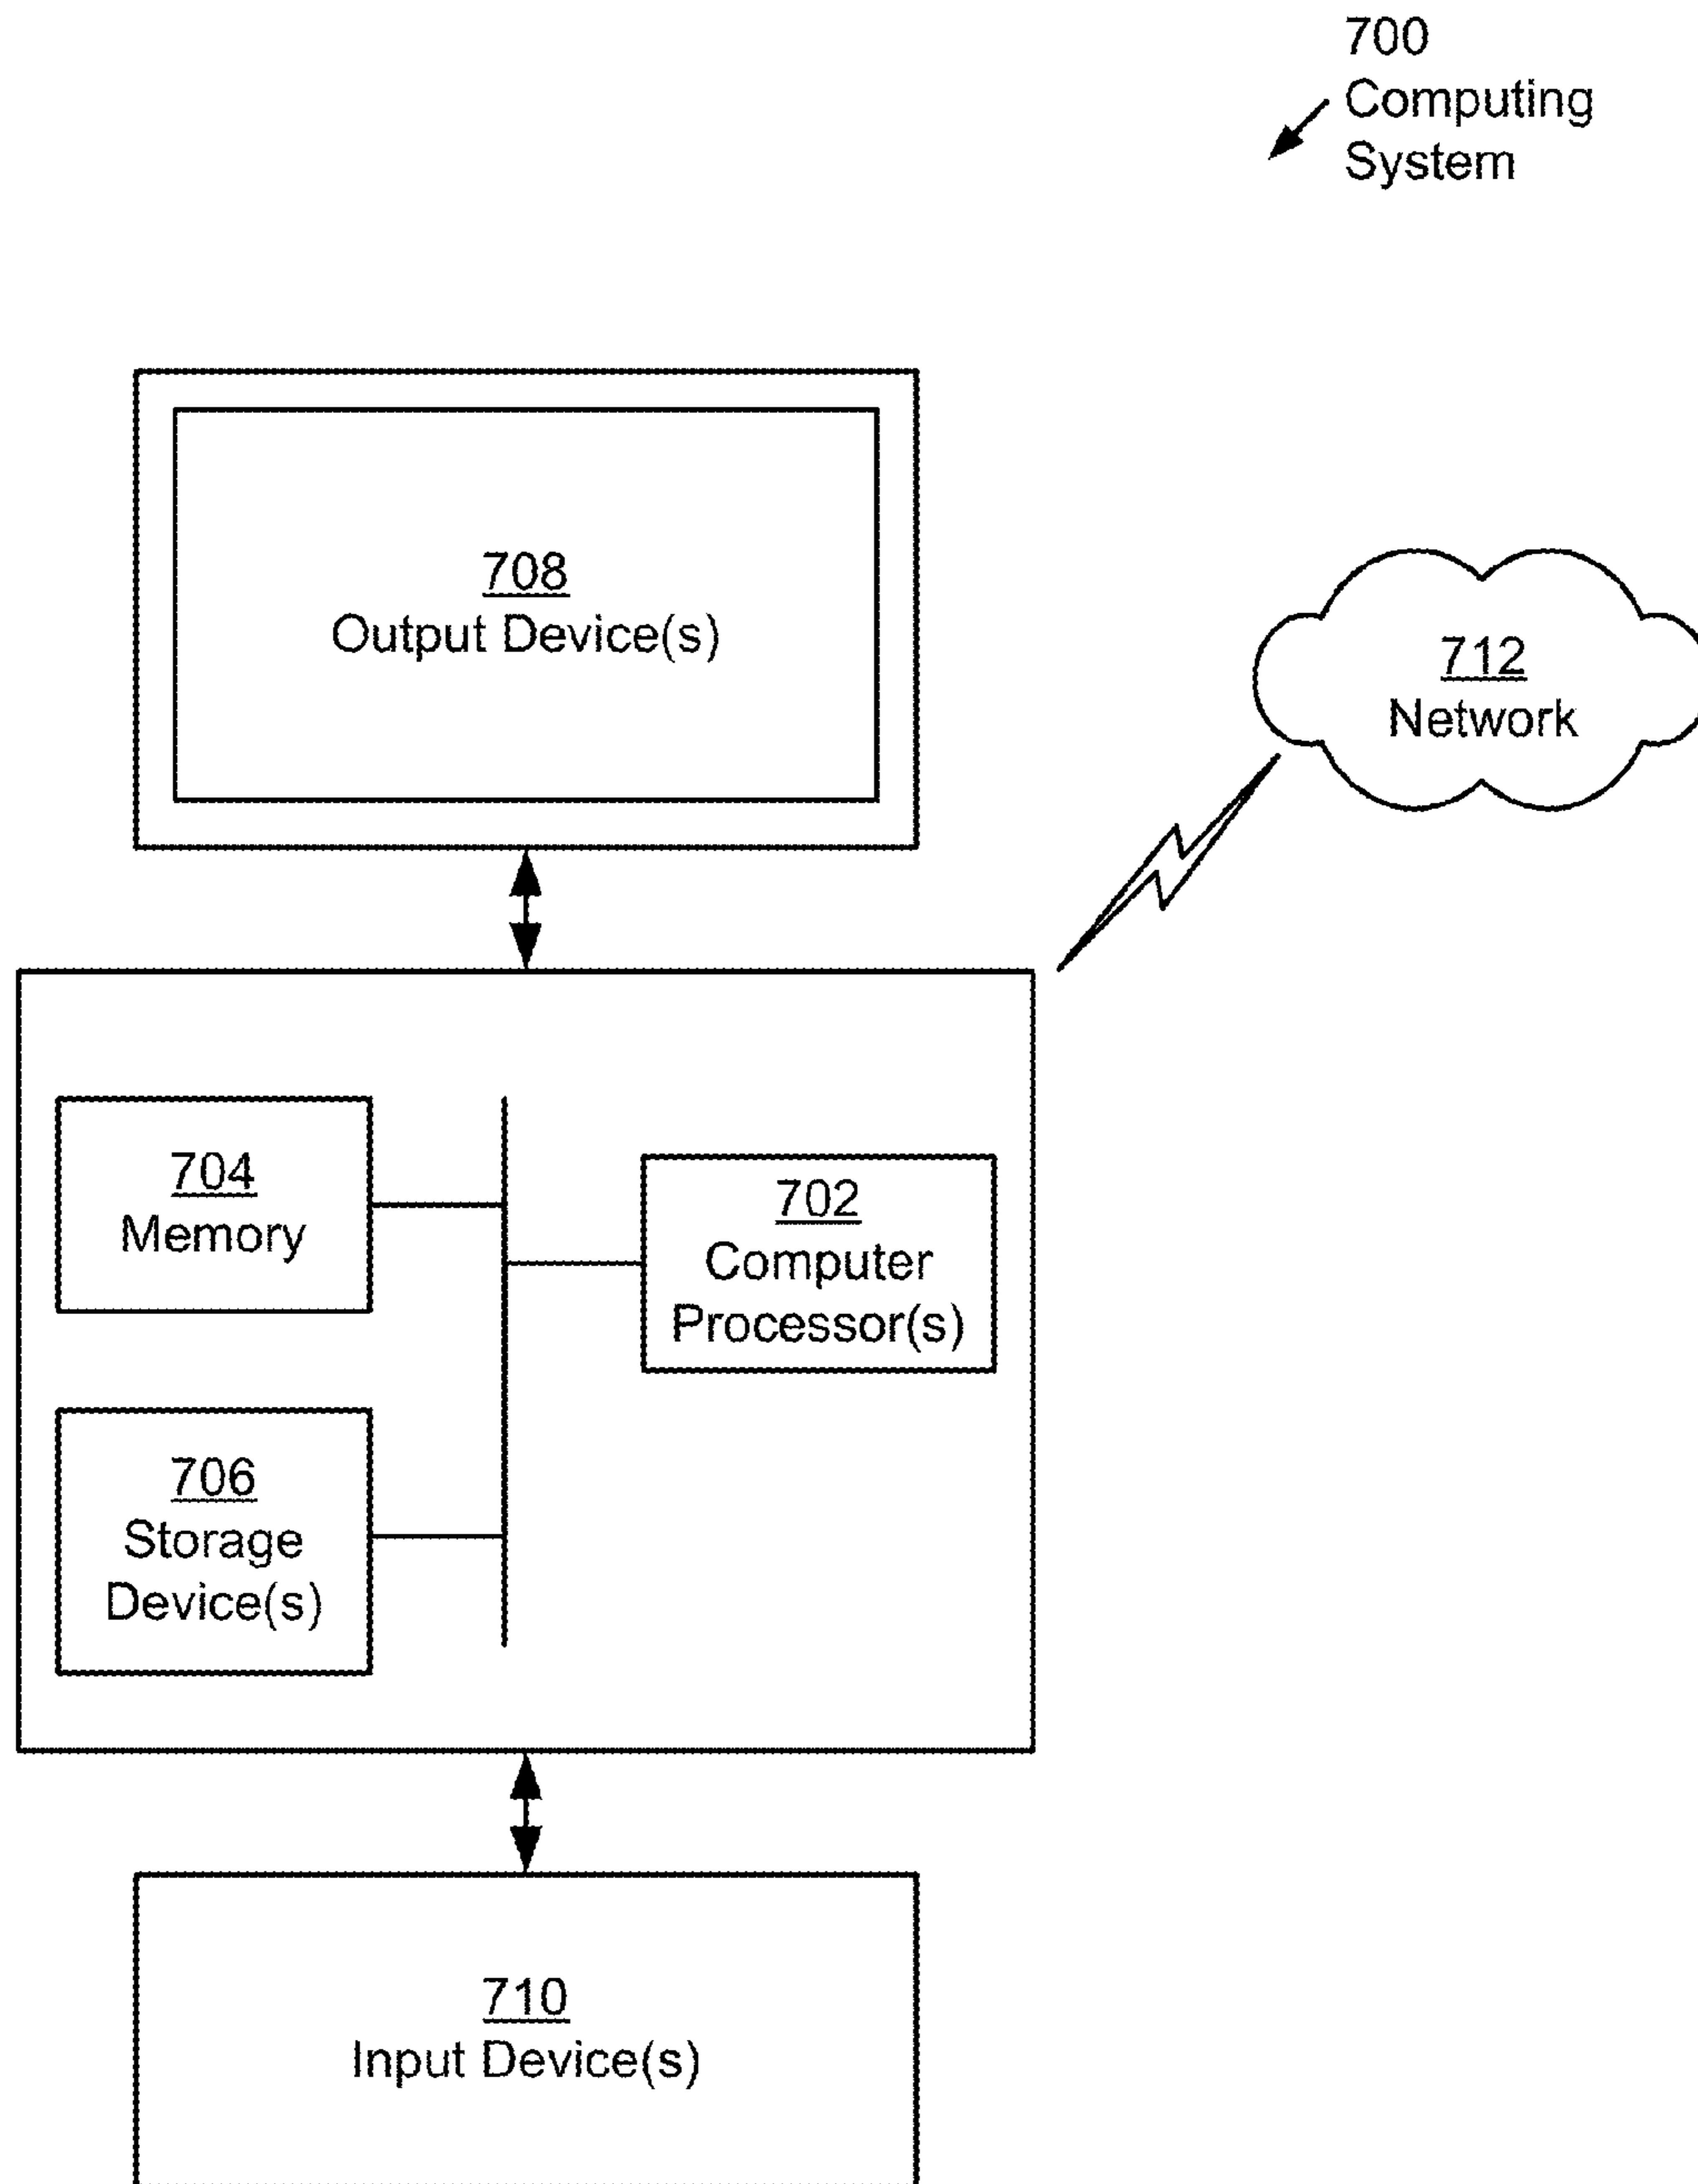 700
Computing
System
708
Output Device(s)
712
Network
704
Memory
702
Computer
Processor(s)
706
Storage
Device(s)
710
Input Device(s)